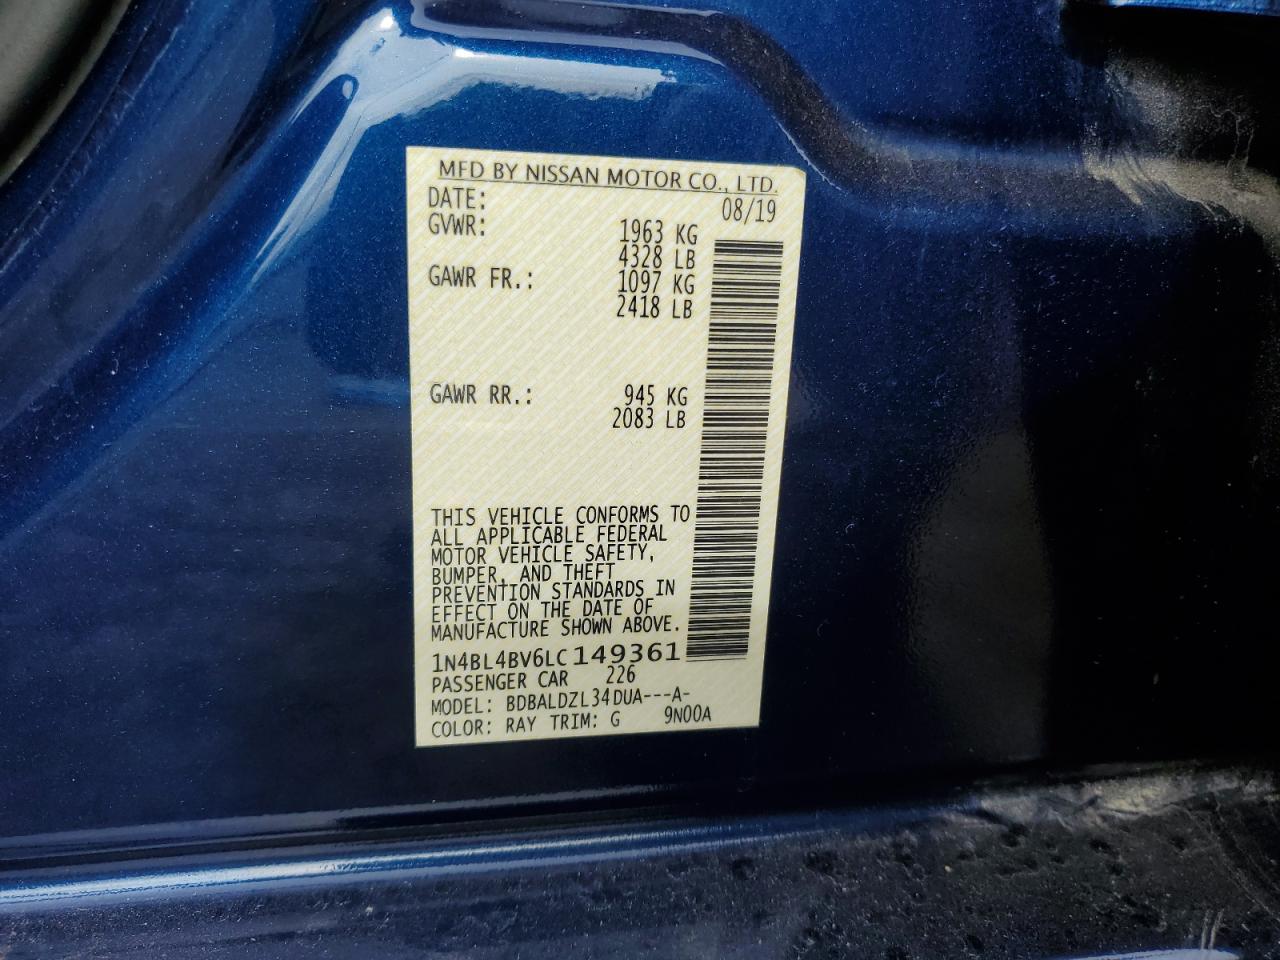 MFD BY NISSAN MOTOR CO., LTD.
DATE: 08/19
GVWR: 1963 KG
4328 LB
GAWR FR.: 1097 KG
2418 LB
GAWR RR.: 945 KG
2083 LB
THIS VEHICLE CONFORMS TO
ALL APPLICABLE FEDERAL
MOTOR VEHICLE SAFETY,
BUMPER, AND THEFT
PREVENTION STANDARDS IN
EFFECT ON THE DATE OF
MANUFACTURE SHOWN ABOVE.
1N4BL4BV6LC149361
PASSENGER CAR 226
MODEL: BDBALDZL34DUA---A-
COLOR: RAY TRIM: G 9N00A